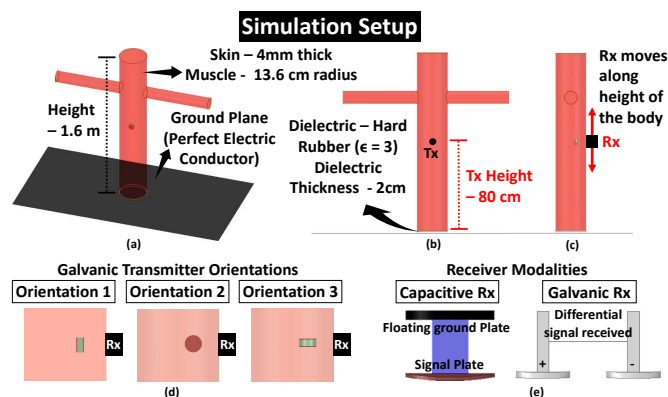 Simulation Setup
Skin – 4mm thick
Muscle - 13.6 cm radius
Height
– 1.6 m
Ground Plane
(Perfect Electric
Conductor)
(a)
Dielectric – Hard
Rubber (ϵ = 3)
Dielectric
Thickness - 2cm
Tx
Tx Height
– 80 cm
(b)
Rx moves
along
height of
the body
Rx
(c)
Galvanic Transmitter Orientations
Orientation 1
Orientation 2
Orientation 3
Rx
Rx
Rx
(d)
Receiver Modalities
Capacitive Rx
Galvanic Rx
Floating ground Plate
Signal Plate
Differential
signal received
+
-
(e)